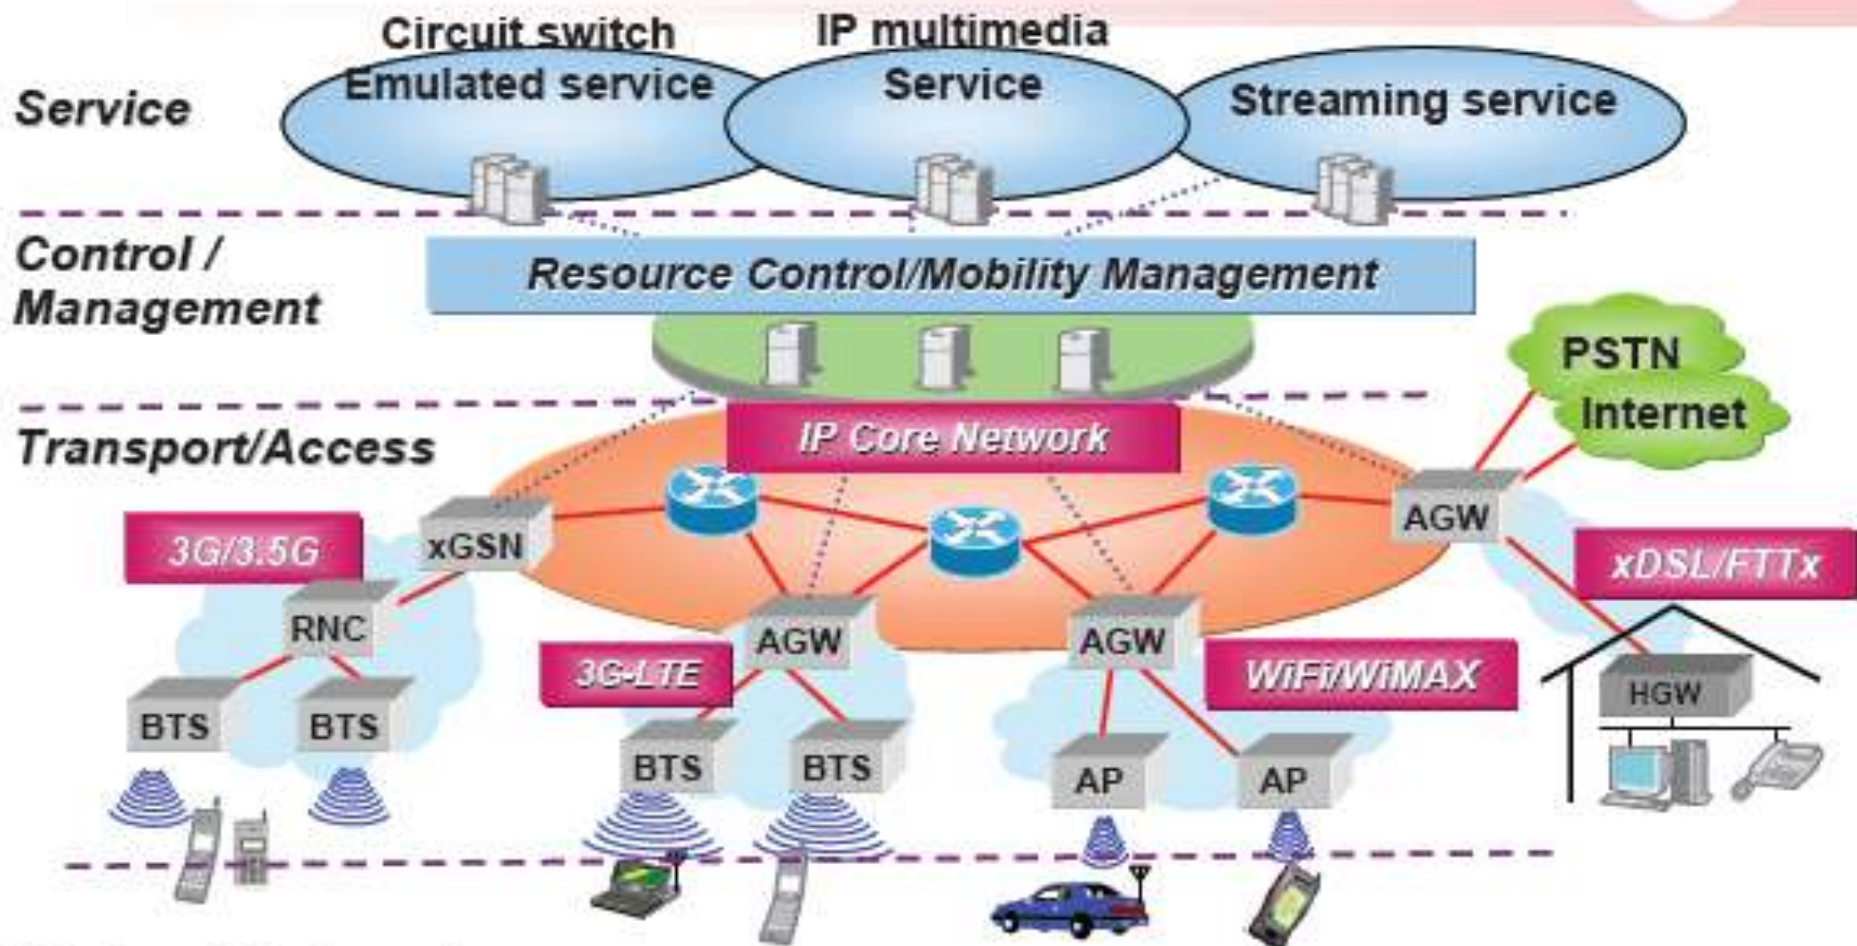 Circuit switch
Emulated service
IP multimedia
Service
Streaming service
Service
Control /
Management
Resource Control/Mobility Management
PSTN
Internet
Transport/Access
IP Core Network
3G/3.5G
xGSN
AGW
xDSL/FTTx
RNC
AGW
AGW
3G-LTE
WiFi/WiMAX
HGW
BTS
BTS
BTS
BTS
AP
AP